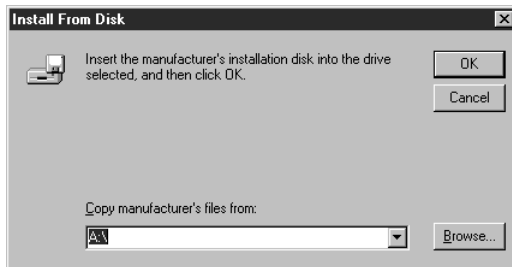 Install From Disk
Insert the manufacturer's installation disk into the drive
selected, and then click OK.
OK
Cancel
Copy manufacturer's files from:
A:\
Browse...